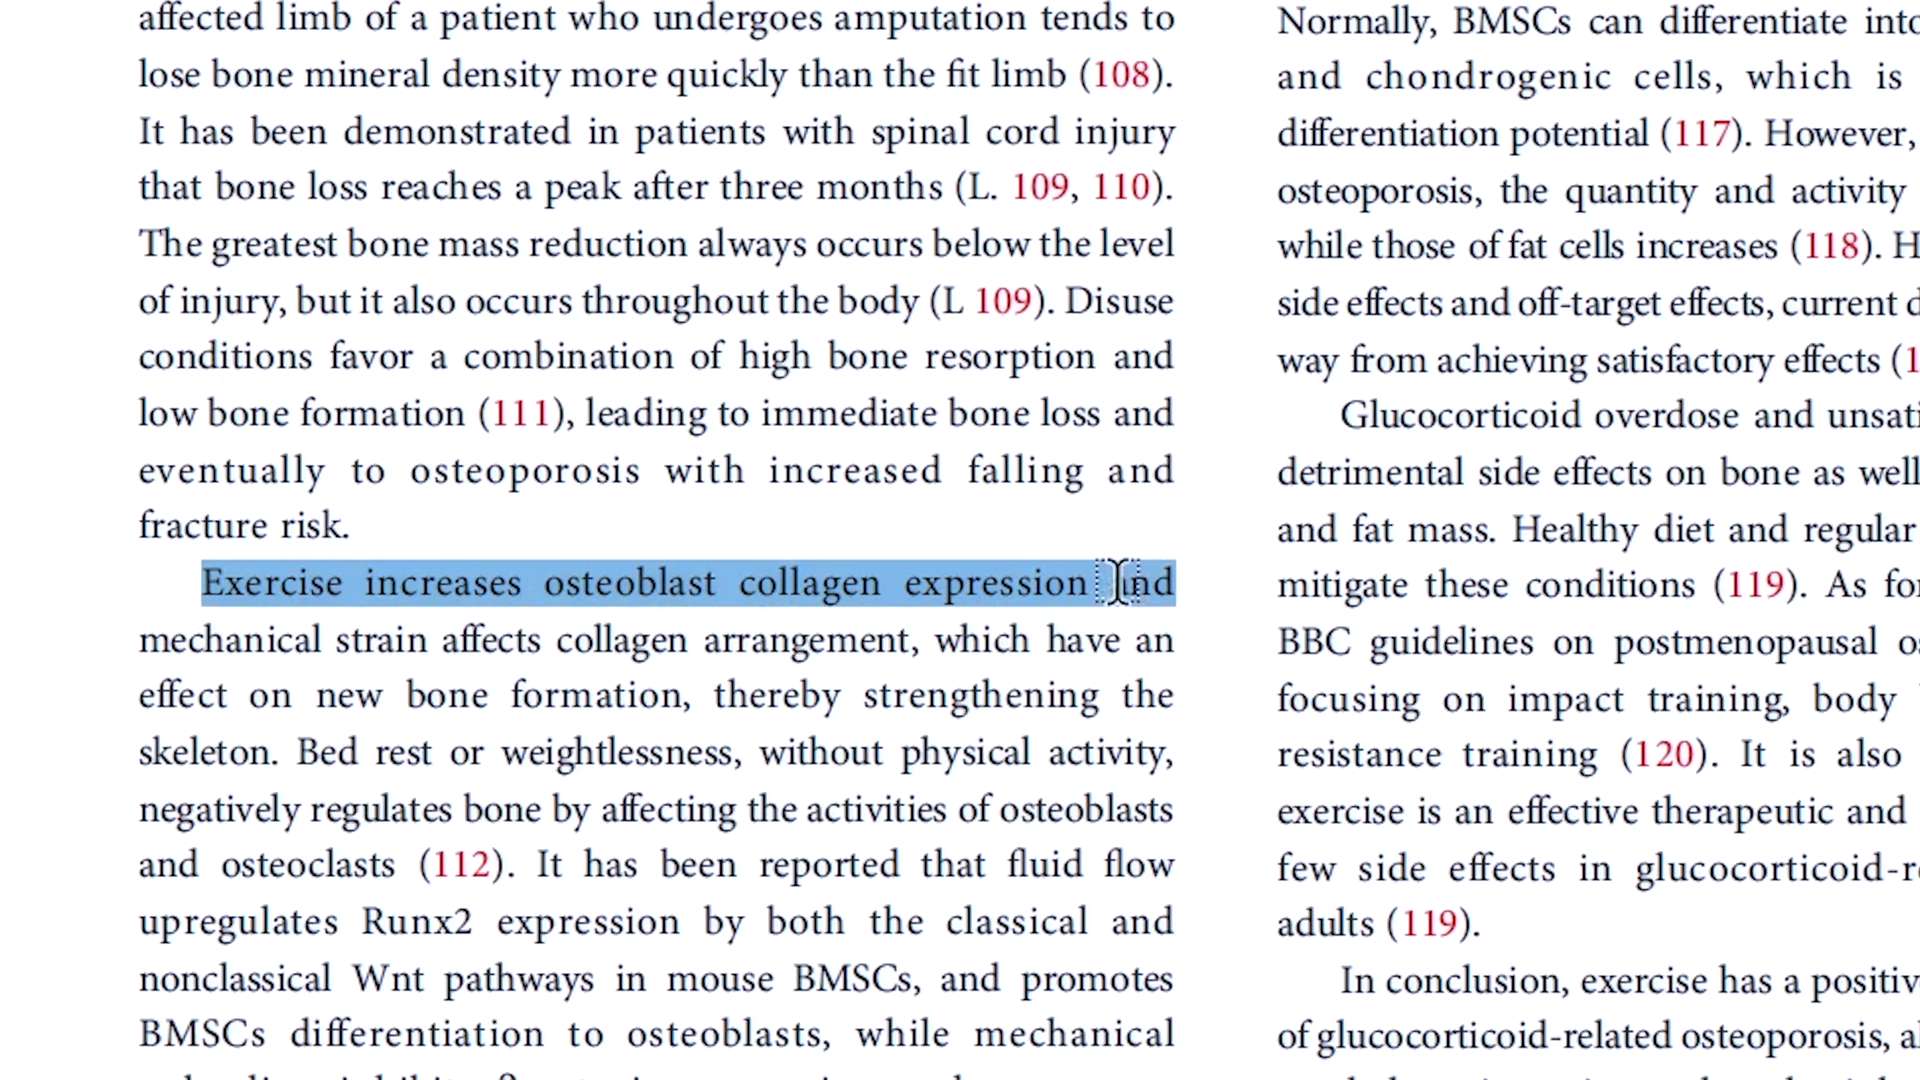 affected limb of a patient who undergoes amputation tends to
lose bone mineral density more quickly than the fit limb (108).
It has been demonstrated in patients with spinal cord injury
that bone loss reaches a peak after three months (L. 109, 110).
The greatest bone mass reduction always occurs below the level
of injury, but it also occurs throughout the body (L 109). Disuse
conditions favor a combination of high bone resorption and
low bone formation (111), leading to immediate bone loss and
eventually to osteoporosis with increased falling and
fracture risk.
Exercise increases osteoblast collagen expression and
mechanical strain affects collagen arrangement, which have an
effect on new bone formation, thereby strengthening the
skeleton. Bed rest or weightlessness, without physical activity,
negatively regulates bone by affecting the activities of osteoblasts
and osteoclasts (112). It has been reported that fluid flow
upregulates Runx2 expression by both the classical and
nonclassical Wnt pathways in mouse BMSCs, and promotes
BMSCs differentiation to osteoblasts, while mechanical
Normally, BMSCs can differentiate into
and chondrogenic cells, which is
differentiation potential (117). However,
osteoporosis, the quantity and activity
while those of fat cells increases (118). H
side effects and off-target effects, current d
way from achieving satisfactory effects (1
Glucocorticoid overdose and unsati
detrimental side effects on bone as well
and fat mass. Healthy diet and regular
mitigate these conditions (119). As for
BBC guidelines on postmenopausal os
focusing on impact training, body
resistance training (120). It is also
exercise is an effective therapeutic and
few side effects in glucocorticoid-re
adults (119).
In conclusion, exercise has a positiv
of glucocorticoid-related osteoporosis, al